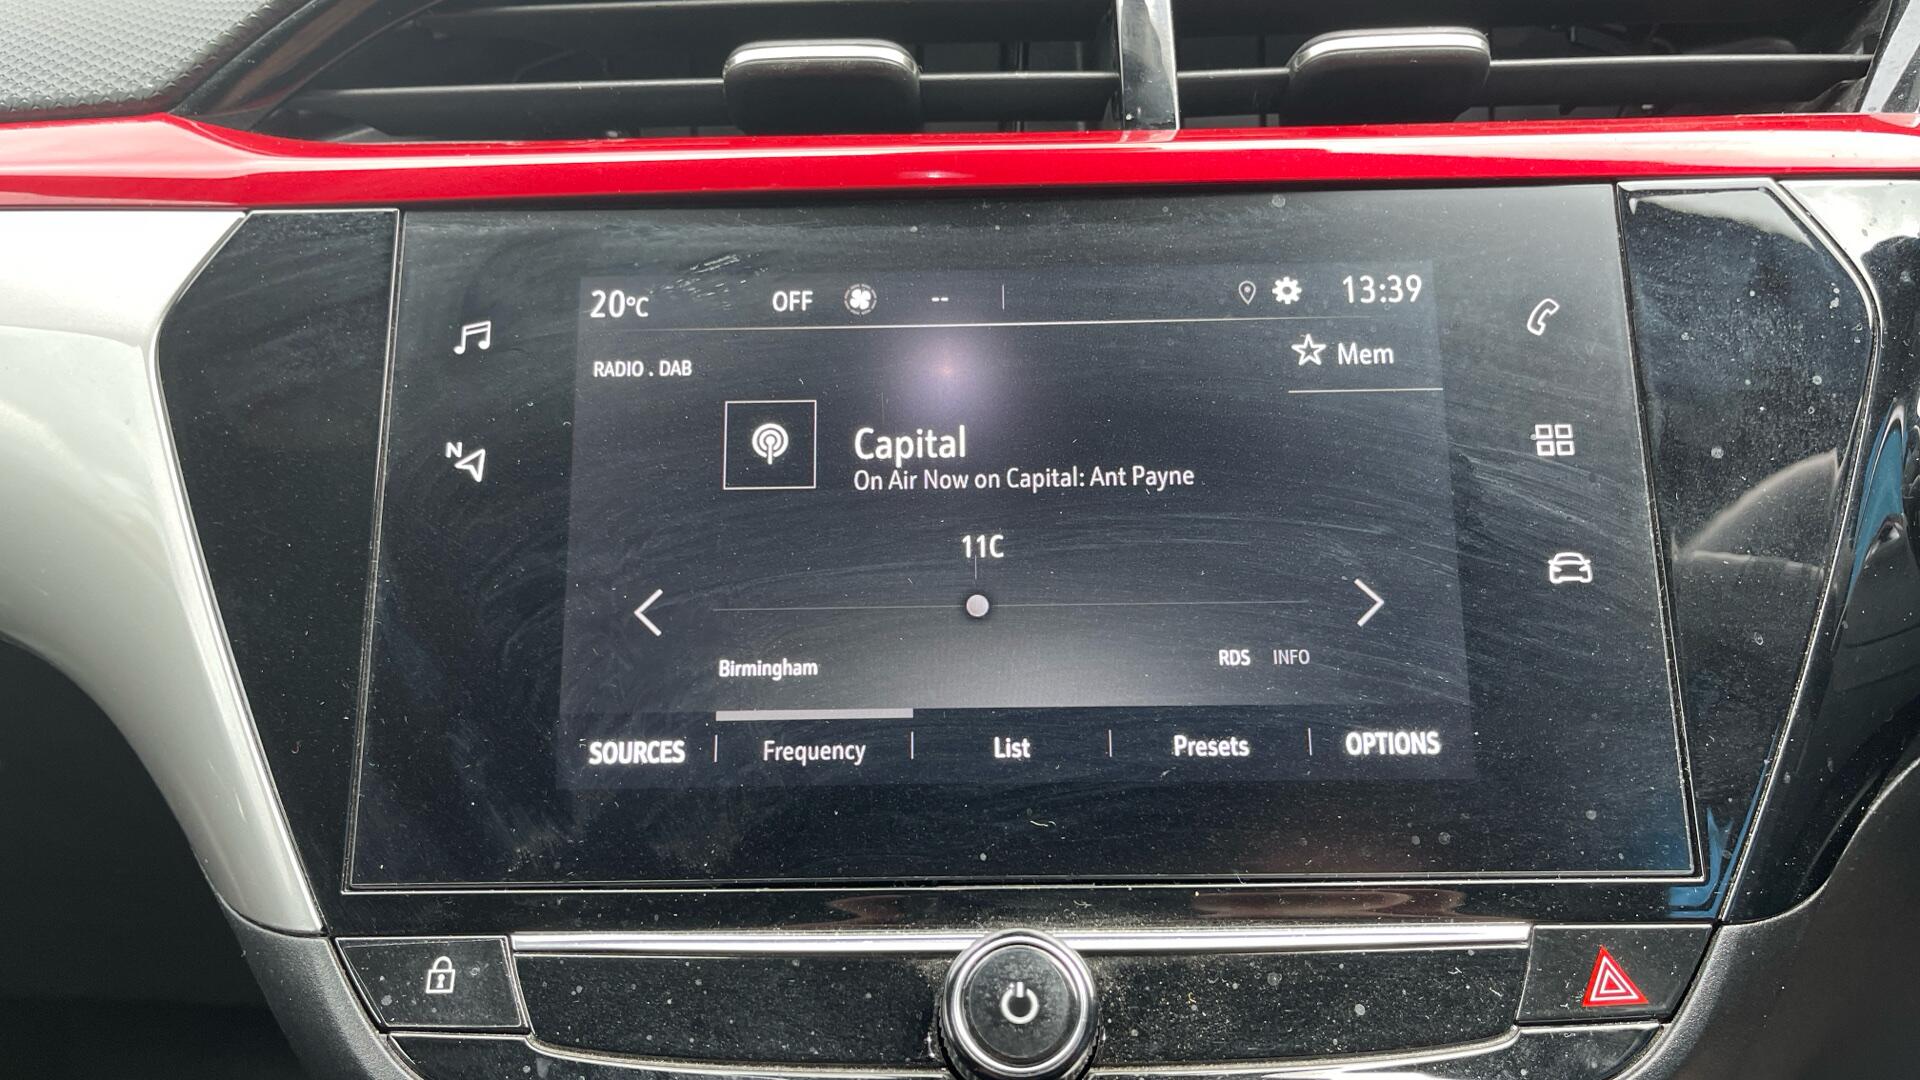 20°C OFF -- 13:39
RADIO . DAB
Mem
Capital
On Air Now on Capital: Ant Payne
11C
N
Birmingham RDS INFO
SOURCES Frequency List Presets OPTIONS